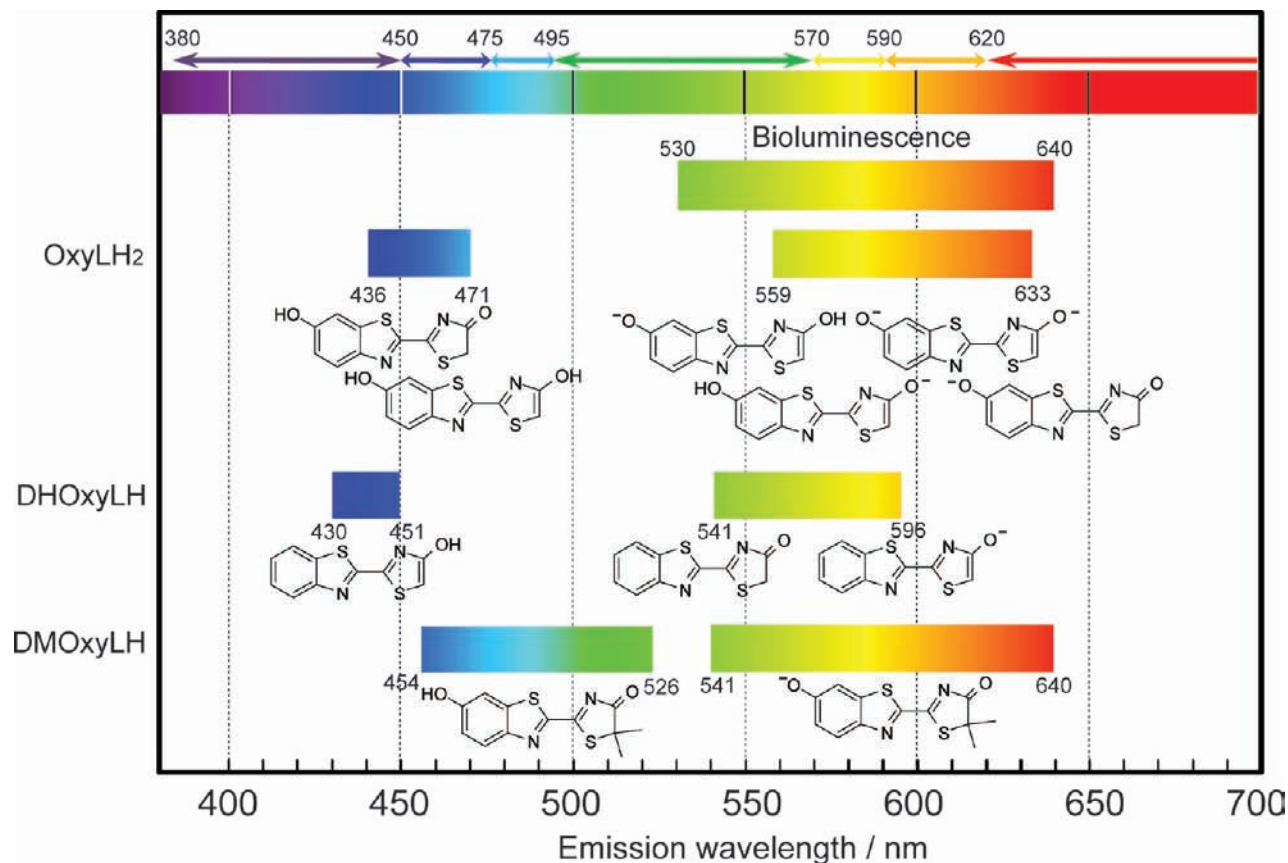 380 450 475 495 570 590 620
Bioluminescence
530 640
OxyLH2
436 471 559 633
HO S N O N S
⁻O S N OH N S
⁻O S N O⁻ N S
HO S N OH N S
HO S N O⁻ N S
⁻O S N O N S
DHOxyLH
430 451 541 596
S N OH N S
S N O N S
S N O⁻ N S
DMOxyLH
454 526 541 640
HO S N O N S
⁻O S N O N S
400 450 500 550 600 650 700
Emission wavelength / nm